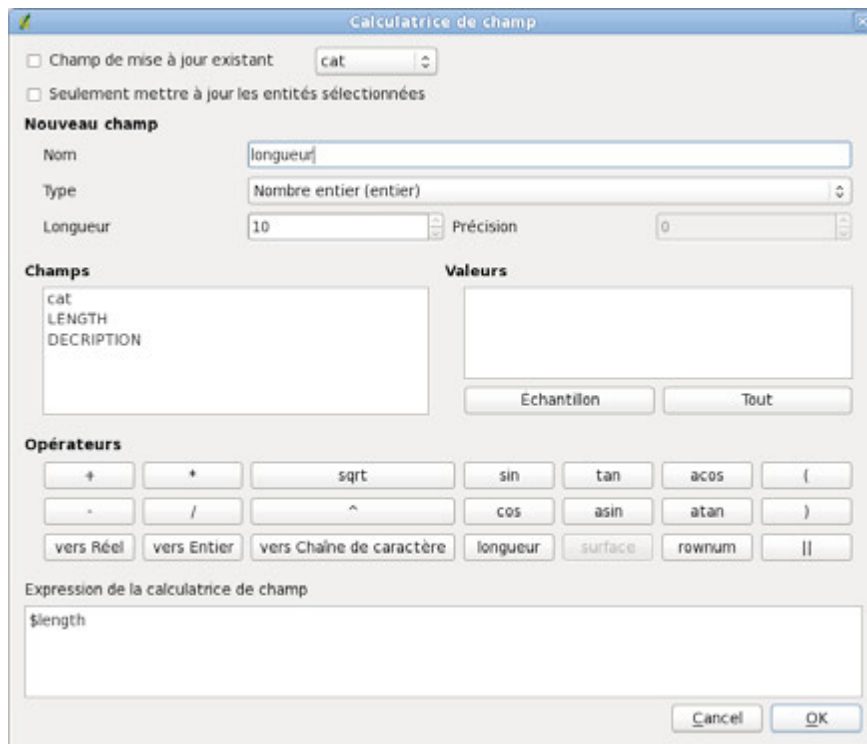 Calculatrice de champ
Champ de mise à jour existant cat
Seulement mettre à jour les entités sélectionnées
Nouveau champ
Nom longueur
Type Nombre entier (entier)
Longueur 10 Précision 0
Champs Valeurs
cat
LENGTH
DECRIPTION
Échantillon Tout
Opérateurs
+ * sqrt sin tan acos (
- / ^ cos asin atan )
vers Réel vers Entier vers Chaîne de caractère longueur surface rownum ||
Expression de la calculatrice de champ
$length
Cancel OK